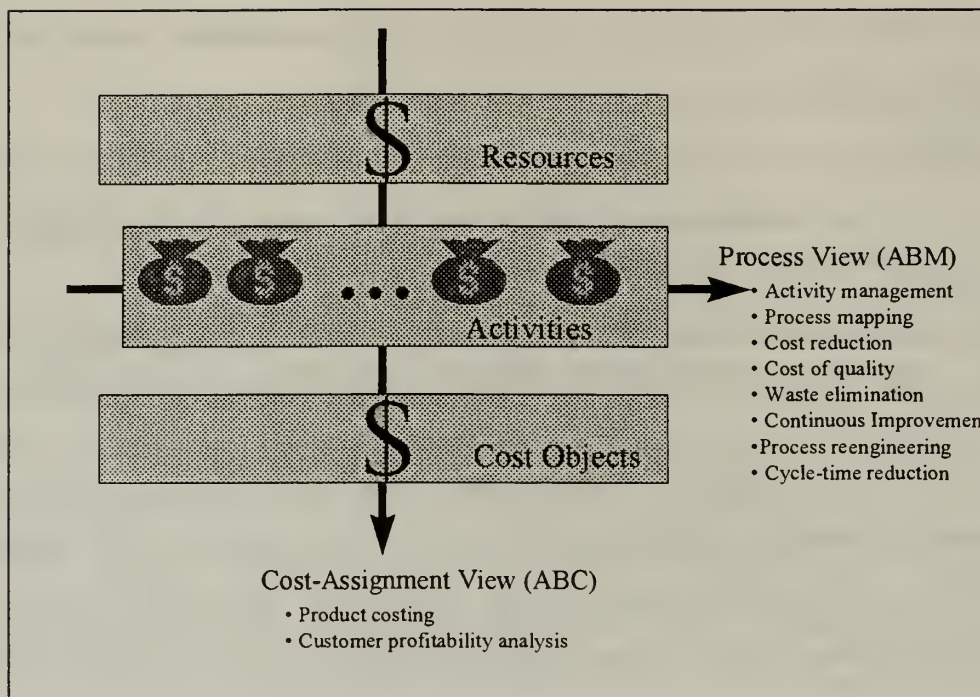 $
Resources
$ $ ... $ $
Activities
Process View (ABM)
• Activity management
• Process mapping
• Cost reduction
• Cost of quality
• Waste elimination
• Continuous Improvemen
•Process reengineering
• Cycle-time reduction
$
Cost Objects
Cost-Assignment View (ABC)
• Product costing
• Customer profitability analysis